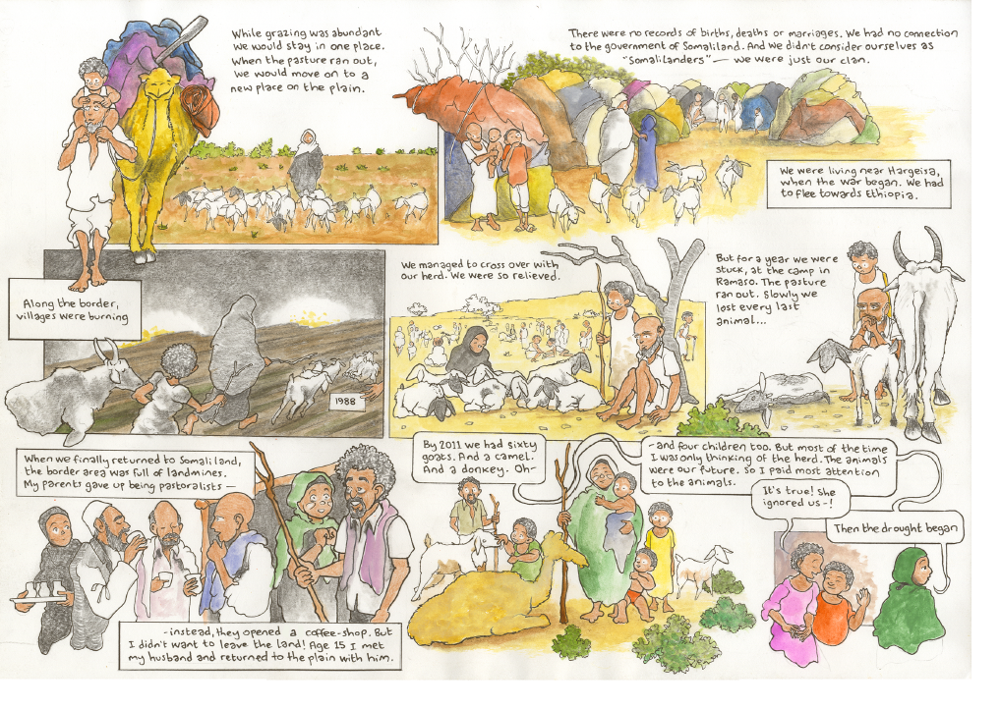 While grazing was abundant
we would stay in one place.
When the pasture ran out,
we would move on to a
new place on the plain.
There were no records of births, deaths or marriages. We had no connection
to the government of Somaliland. And we didn't consider ourselves as
"Somalilanders" — we were just our clan.
We were living near Hargeisa,
when the war began. We had
to flee towards Ethiopia.
Along the border,
villages were burning
1988
We managed to cross over with
our herd. We were so relieved.
But for a year we were
stuck, at the camp in
Ramaso. The pasture
ran out. Slowly we
lost every last
animal...
When we finally returned to Somaliland,
the border area was full of landmines.
My parents gave up being pastoralists —
- instead, they opened a coffee-shop. But
I didn't want to leave the land! Age 15 I met
my husband and returned to the plain with him.
By 2011 we had sixty
goats. And a camel.
And a donkey. Oh-
- and four children too. But most of the time
I was only thinking of the herd. The animals
were our future. So I paid most attention
to the animals.
It's true! She
ignored us -!
Then the drought began